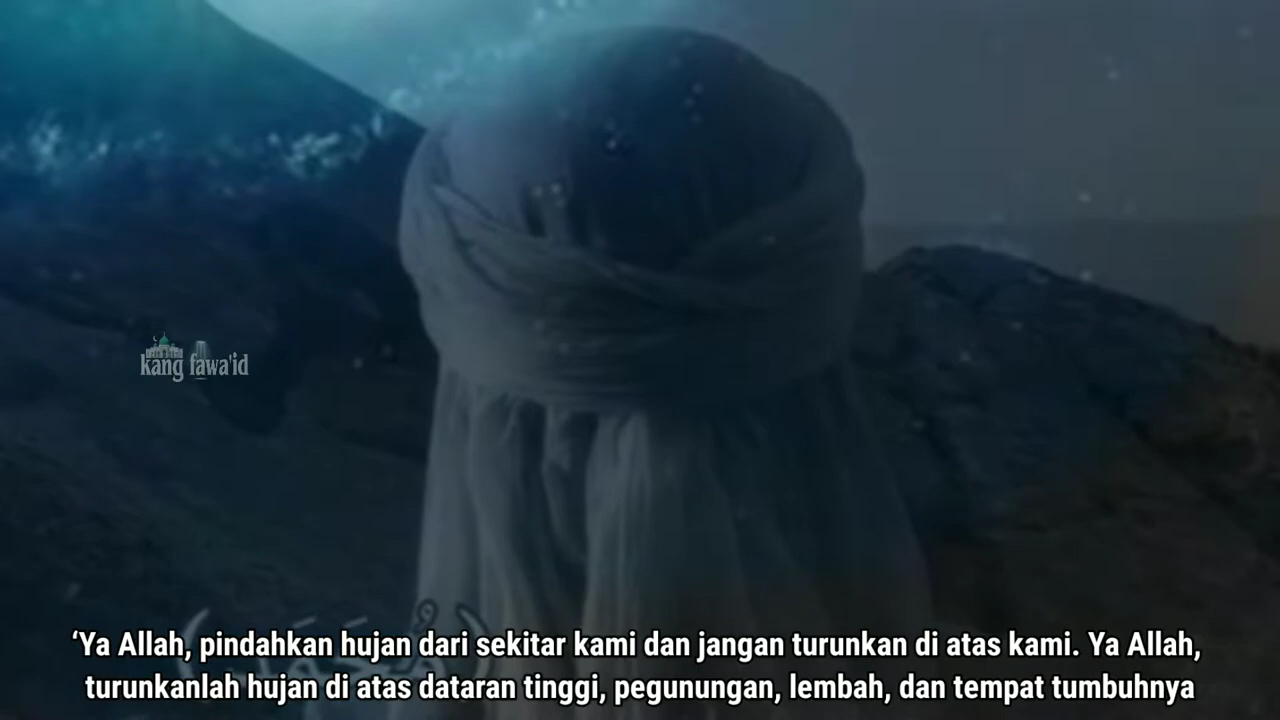 kang fawa'id
‘Ya Allah, pindahkan hujan dari sekitar kami dan jangan turunkan di atas kami. Ya Allah,
turunkanlah hujan di atas dataran tinggi, pegunungan, lembah, dan tempat tumbuhnya